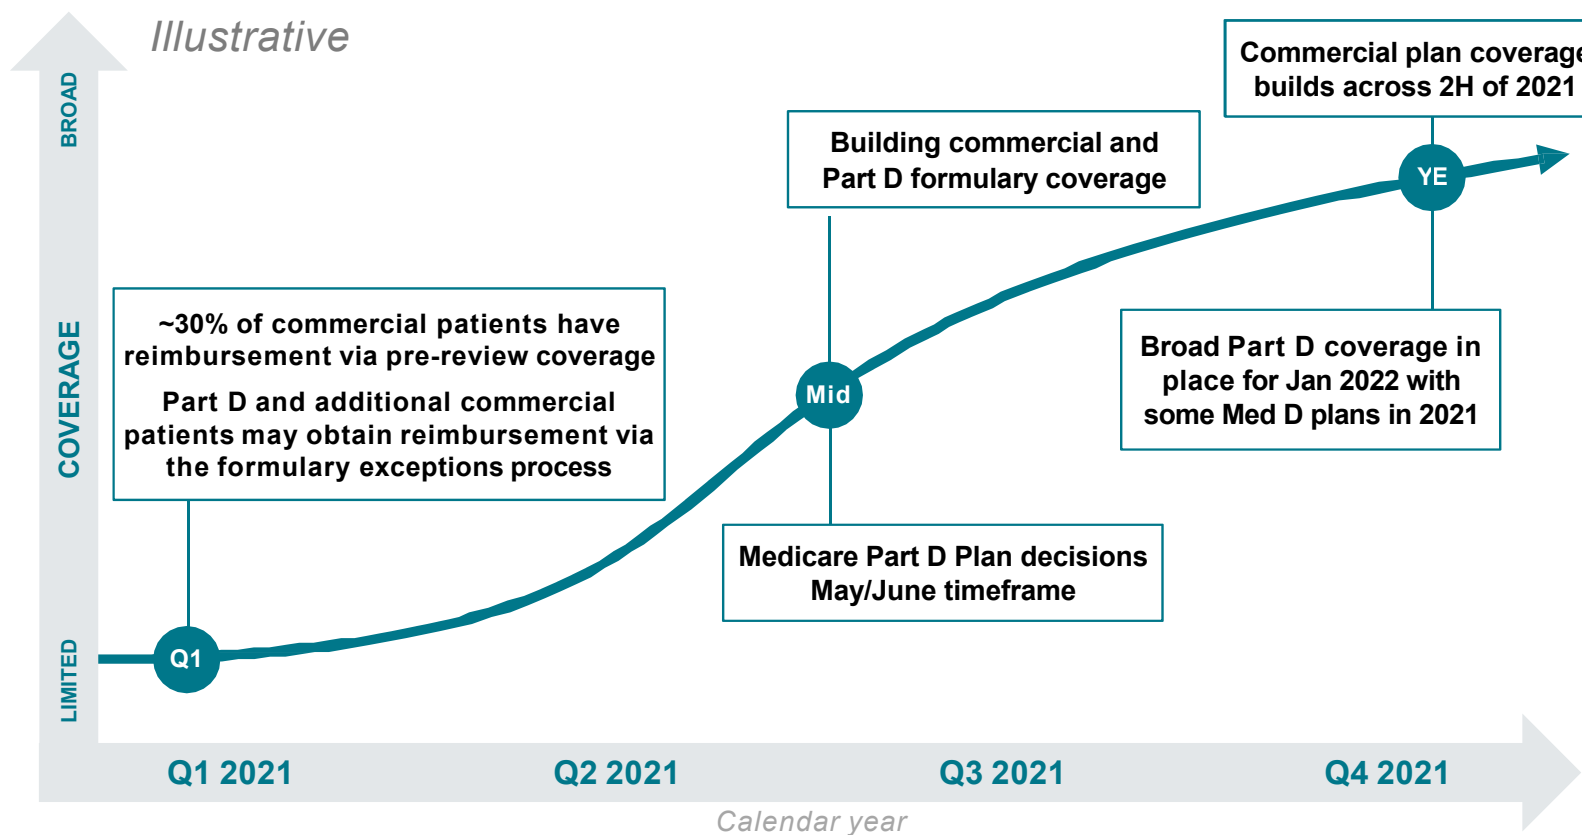 Illustrative
BROAD
COVERAGE
LIMITED
~30% of commercial patients have
reimbursement via pre-review coverage
Part D and additional commercial
patients may obtain reimbursement via
the formulary exceptions process
Q1
Building commercial and
Part D formulary coverage
Mid
Medicare Part D Plan decisions
May/June timeframe
Commercial plan coverage
builds across 2H of 2021
YE
Broad Part D coverage in
place for Jan 2022 with
some Med D plans in 2021
Q1 2021
Q2 2021
Q3 2021
Q4 2021
Calendar year